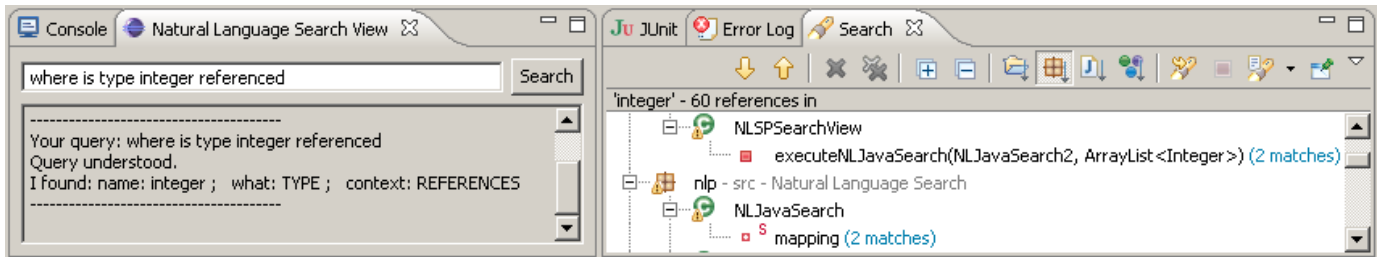 Console
Natural Language Search View
where is type integer referenced
Search
----------------------------------------
Your query: where is type integer referenced
Query understood.
I found: name: integer ;   what: TYPE ;   context: REFERENCES
----------------------------------------
JU JUnit
Error Log
Search
'integer' - 60 references in
NLSPSearchView
executeNLJavaSearch(NLJavaSearch2, ArrayList<Integer>) (2 matches)
nlp - src - Natural Language Search
NLJavaSearch
S mapping (2 matches)